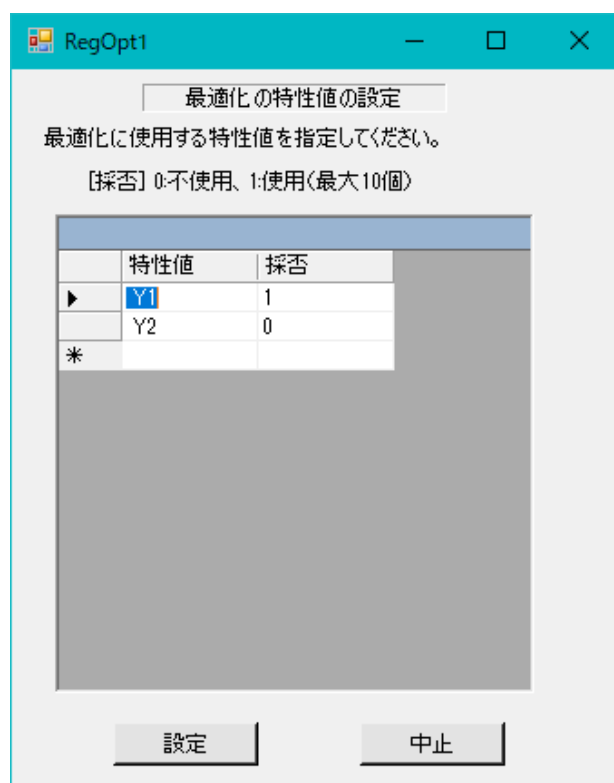 RegOpt1
最適化の特性値の設定
最適化に使用する特性値を指定してください。
[採否] 0:不使用、1:使用(最大10個)
特性値 採否
Y1 1
Y2 0
設定 中止